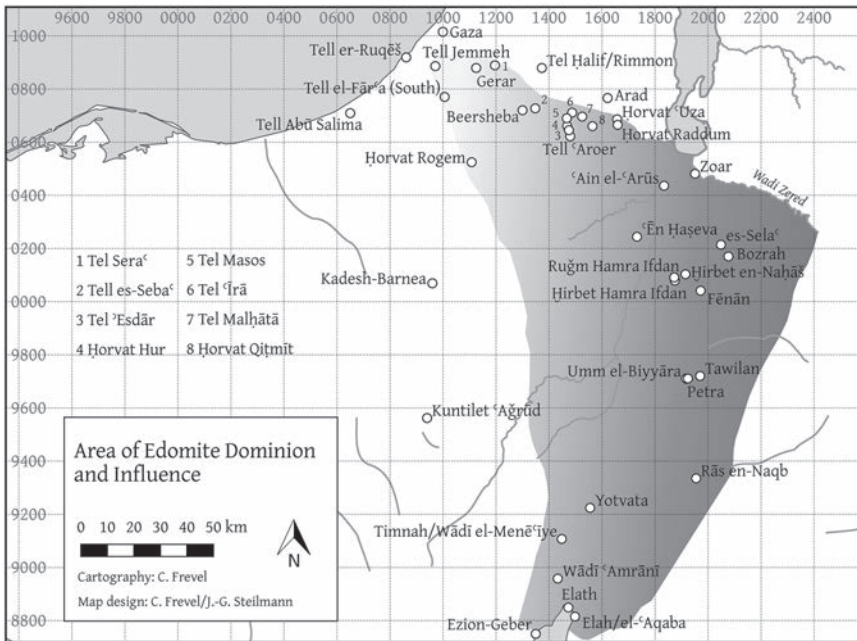 9600 9800 0000 0200 0400 0600 0800 1000 1200 1400 1600 1800 2000 2200 2400
1000
0800
0600
0400
0200
0000
9800
9600
9400
9200
9000
8800
Gaza
Tell er-Ruqēš
Tell Jemmeh
1
Gerar
Tel Ḥalif/Rimmon
Tell el-Fārʿa (South)
Beersheba
2
6
7
Arad
Horvat ʿUza
5
4
8
3
Horvat Raddum
Tell Abū Salima
Tell ʿAroer
Ḥorvat Rogem
Zoar
Wadi Zered
ʿAin el-ʿArūs
ʿĒn Ḥaṣeva
es-Selaʿ
Bozrah
Ruǧm Hamra Ifdan
Ḥirbet en-Naḥāš
Ḥirbet Hamra Ifdan
Fēnān
Kadesh-Barnea
1 Tel Seraʿ
2 Tell es-Sebaʿ
3 Tel ʾEsdār
4 Ḥorvat Hur
5 Tel Masos
6 Tel ʿĪrā
7 Tel Malḥātā
8 Ḥorvat Qiṭmīt
Umm el-Biyyāra
Tawilan
Petra
Kuntilet ʿAǧrūd
Rās en-Naqb
Yotvata
Timnah/Wādī el-Menēʿīye
Wādī ʿAmrānī
Elath
Ezion-Geber
Elah/el-ʿAqaba
Area of Edomite Dominion
and Influence
0 10 20 30 40 50 km
N
Cartography: C. Frevel
Map design: C. Frevel/J.-G. Steilmann